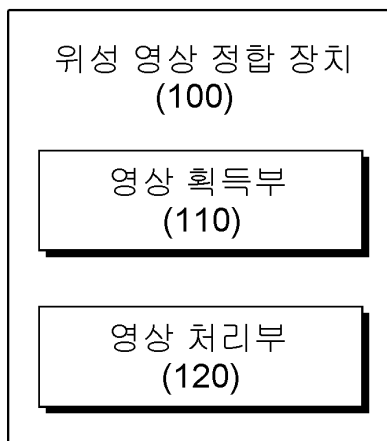 위성 영상 정합 장치
(100)
영상 획득부
(110)
영상 처리부
(120)